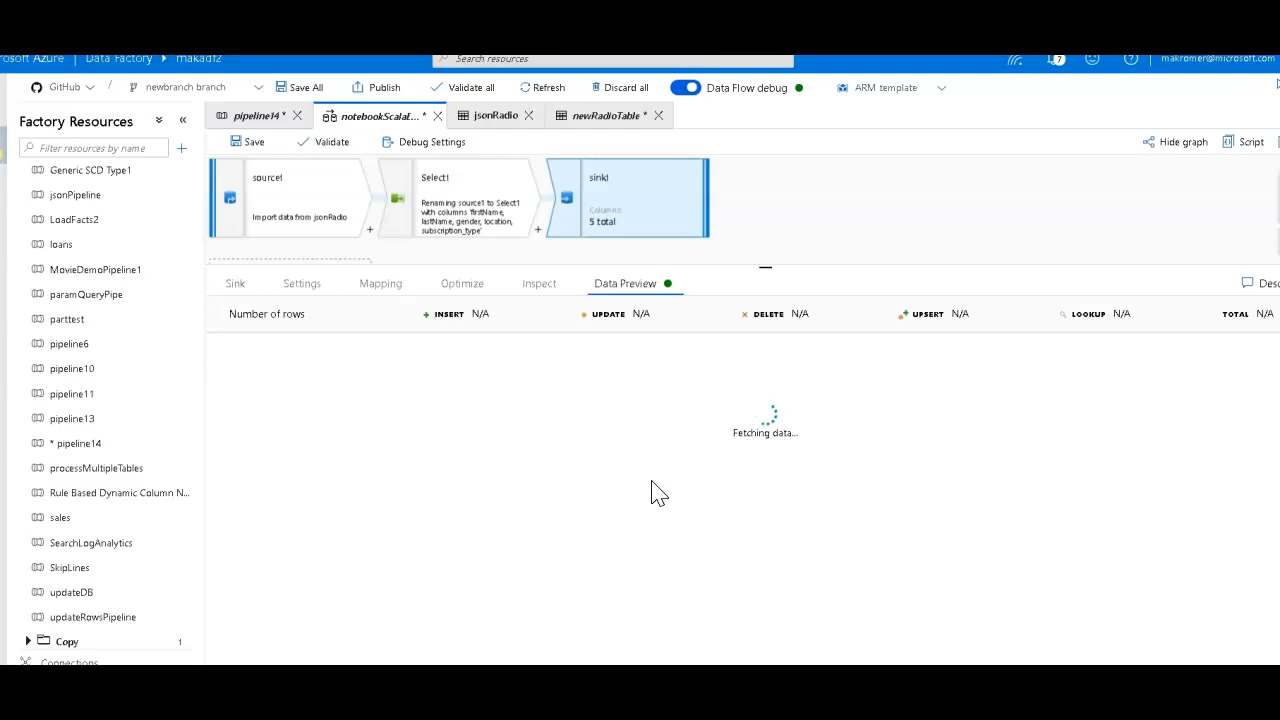 rosoft Azure | Data Factory ▸ makadf2
Search resources
7
makromer@microsoft.com
GitHub / newbranch branch
Save All
Publish
Validate all
Refresh
Discard all
Data Flow debug
ARM template
Factory Resources
Filter resources by name
Generic SCD Type1
jsonPipeline
LoadFacts2
loans
MovieDemoPipeline1
paramQueryPipe
parttest
pipeline6
pipeline10
pipeline11
pipeline13
* pipeline14
processMultipleTables
Rule Based Dynamic Column N...
sales
SearchLogAnalytics
SkipLines
updateDB
updateRowsPipeline
Copy 1
Connections
pipeline14 *
notebookScalaE... *
jsonRadio
newRadioTable *
Save
Validate
Debug Settings
Hide graph
Script
source1
Import data from jsonRadio
+
Select1
Renaming source1 to Select1
with columns 'firstName,
lastName, gender, location,
subscription_type'
+
sink1
Columns:
5 total
Sink
Settings
Mapping
Optimize
Inspect
Data Preview
Desc
Number of rows
+ INSERT N/A
UPDATE N/A
× DELETE N/A
UPSERT N/A
LOOKUP N/A
TOTAL N/A
Fetching data...